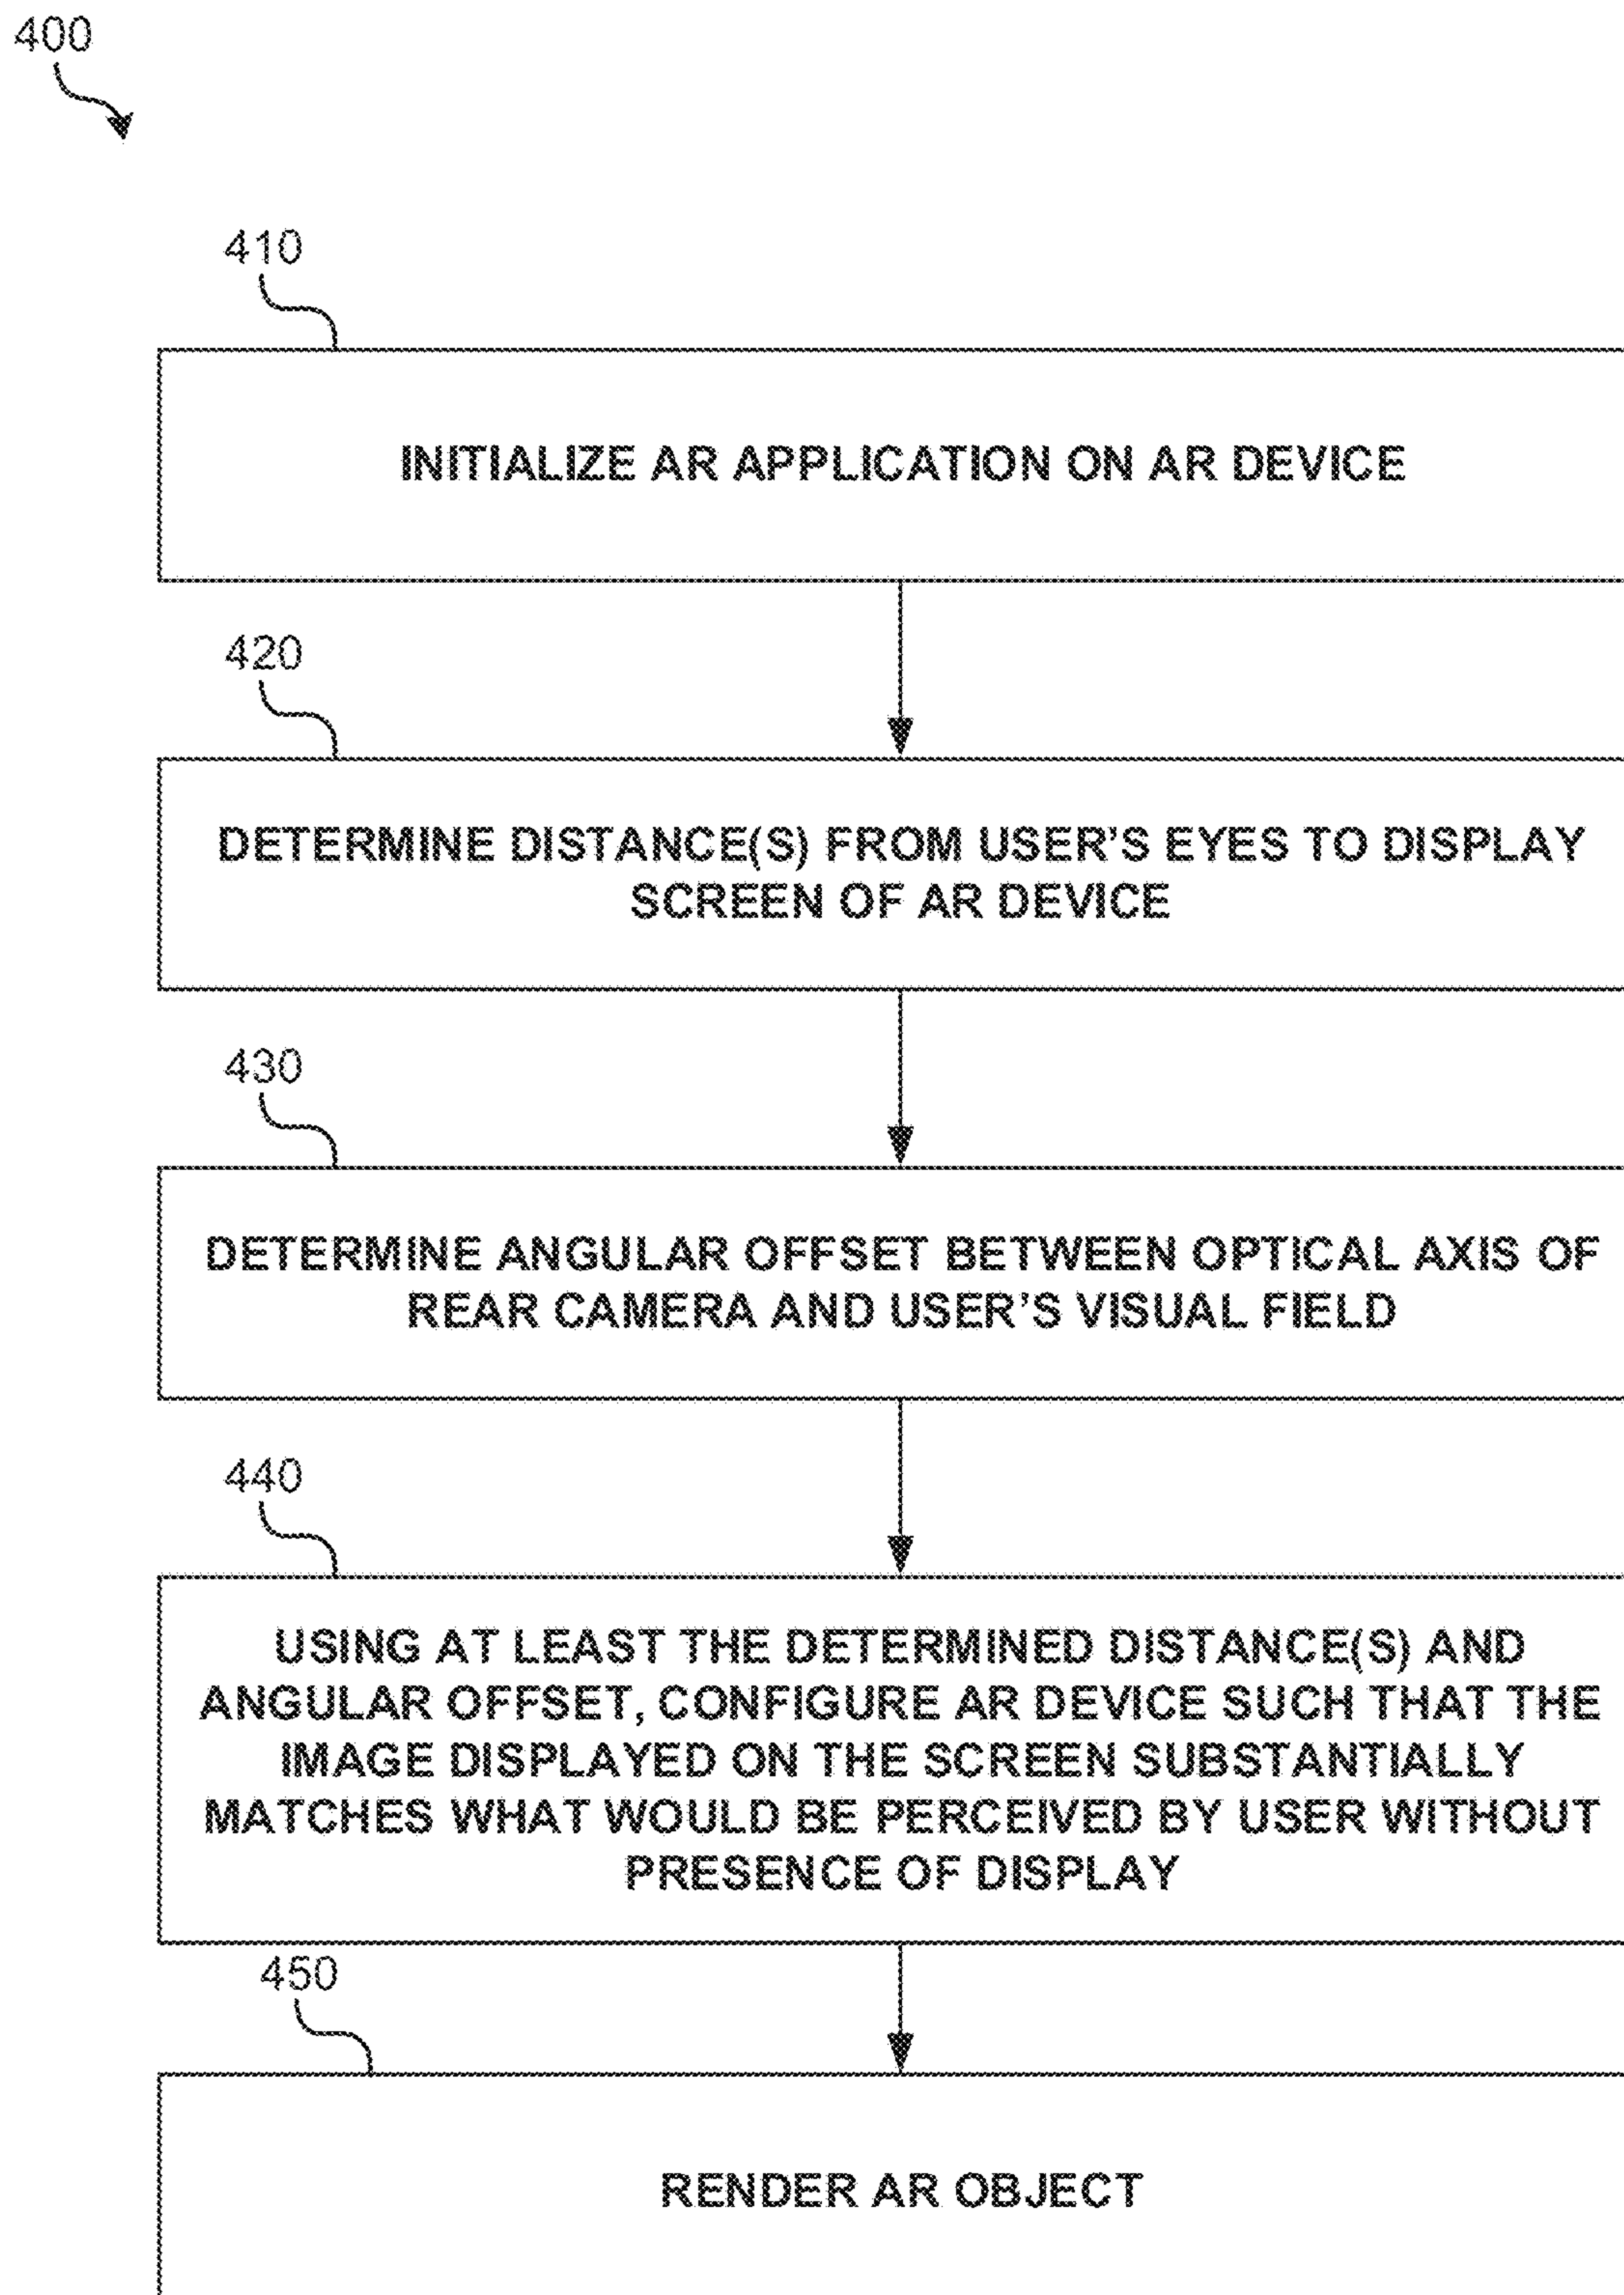 400
410
INITIALIZE AR APPLICATION ON AR DEVICE
420
DETERMINE DISTANCE(S) FROM USER'S EYES TO DISPLAY
SCREEN OF AR DEVICE
430
DETERMINE ANGULAR OFFSET BETWEEN OPTICAL AXIS OF
REAR CAMERA AND USER'S VISUAL FIELD
440
USING AT LEAST THE DETERMINED DISTANCE(S) AND
ANGULAR OFFSET, CONFIGURE AR DEVICE SUCH THAT THE
IMAGE DISPLAYED ON THE SCREEN SUBSTANTIALLY
MATCHES WHAT WOULD BE PERCEIVED BY USER WITHOUT
PRESENCE OF DISPLAY
450
RENDER AR OBJECT